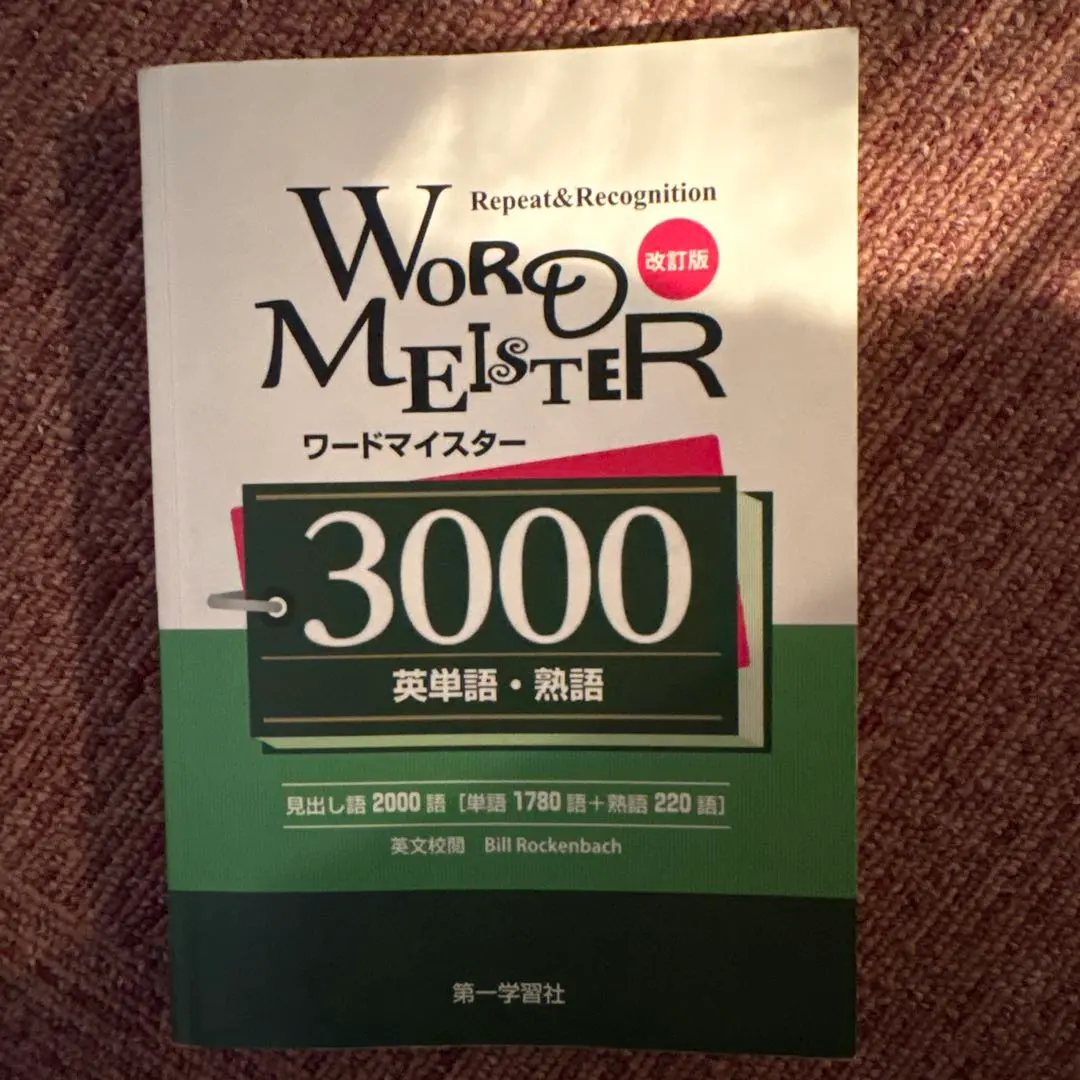 Repeat&Recognition
WORD
改訂版
MEISTER
ワードマイスター
3000
英単語・熟語
見出し語 2000 語 [単語 1780 語+熟語 220 語]
英文校閲 Bill Rockenbach
第一学習社